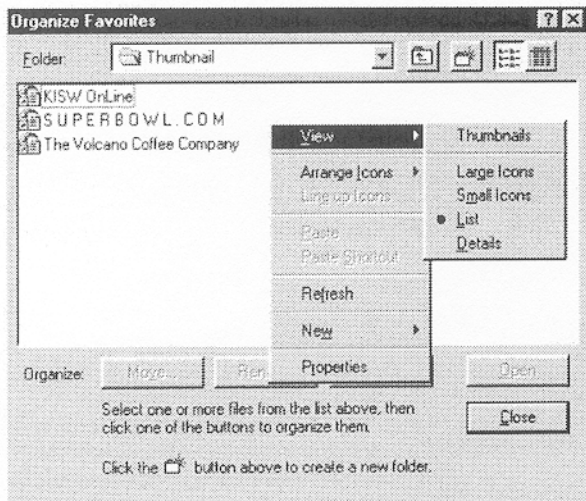 Organize Favorites
Folder: Thumbnail
KISW OnLine
SUPERBOWL.COM
The Volcano Coffee Company
View
Arrange Icons
Line up Icons
Paste
Paste Shortcut
Refresh
New
Properties
Thumbnails
Large Icons
Small Icons
List
Details
Organize: Move... Ren Open
Select one or more files from the list above, then
click one of the buttons to organize them.
Close
Click the button above to create a new folder.